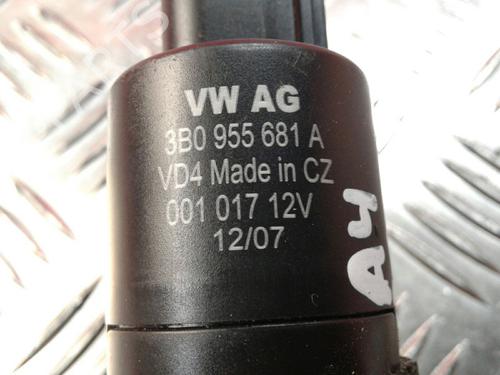 VW AG
3B0 955 681 A
VD4 Made in CZ
001 017 12V
12/07
A4